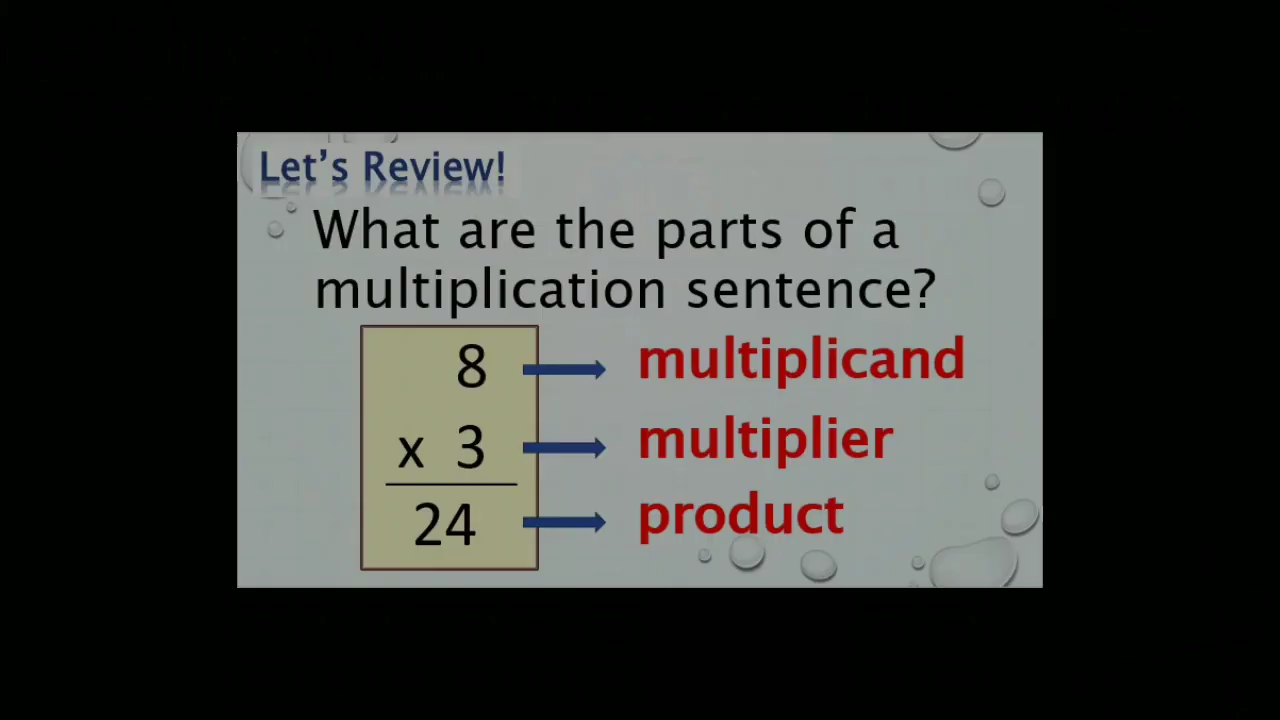 Let's Review!
What are the parts of a
multiplication sentence?
8 multiplicand
x 3 multiplier
24 product